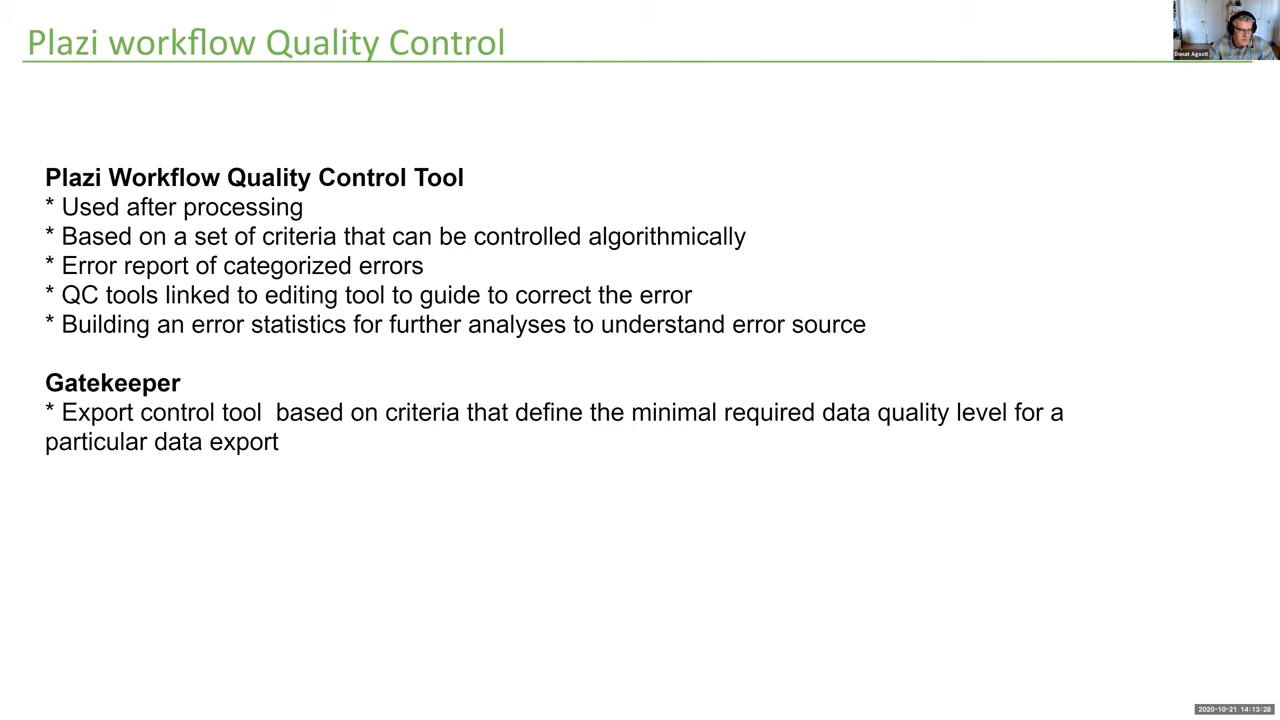 Plazi workflow Quality Control
Donat Agosti
Plazi Workflow Quality Control Tool
* Used after processing
* Based on a set of criteria that can be controlled algorithmically
* Error report of categorized errors
* QC tools linked to editing tool to guide to correct the error
* Building an error statistics for further analyses to understand error source
Gatekeeper
* Export control tool  based on criteria that define the minimal required data quality level for a
particular data export
2020-10-21 14:13:28